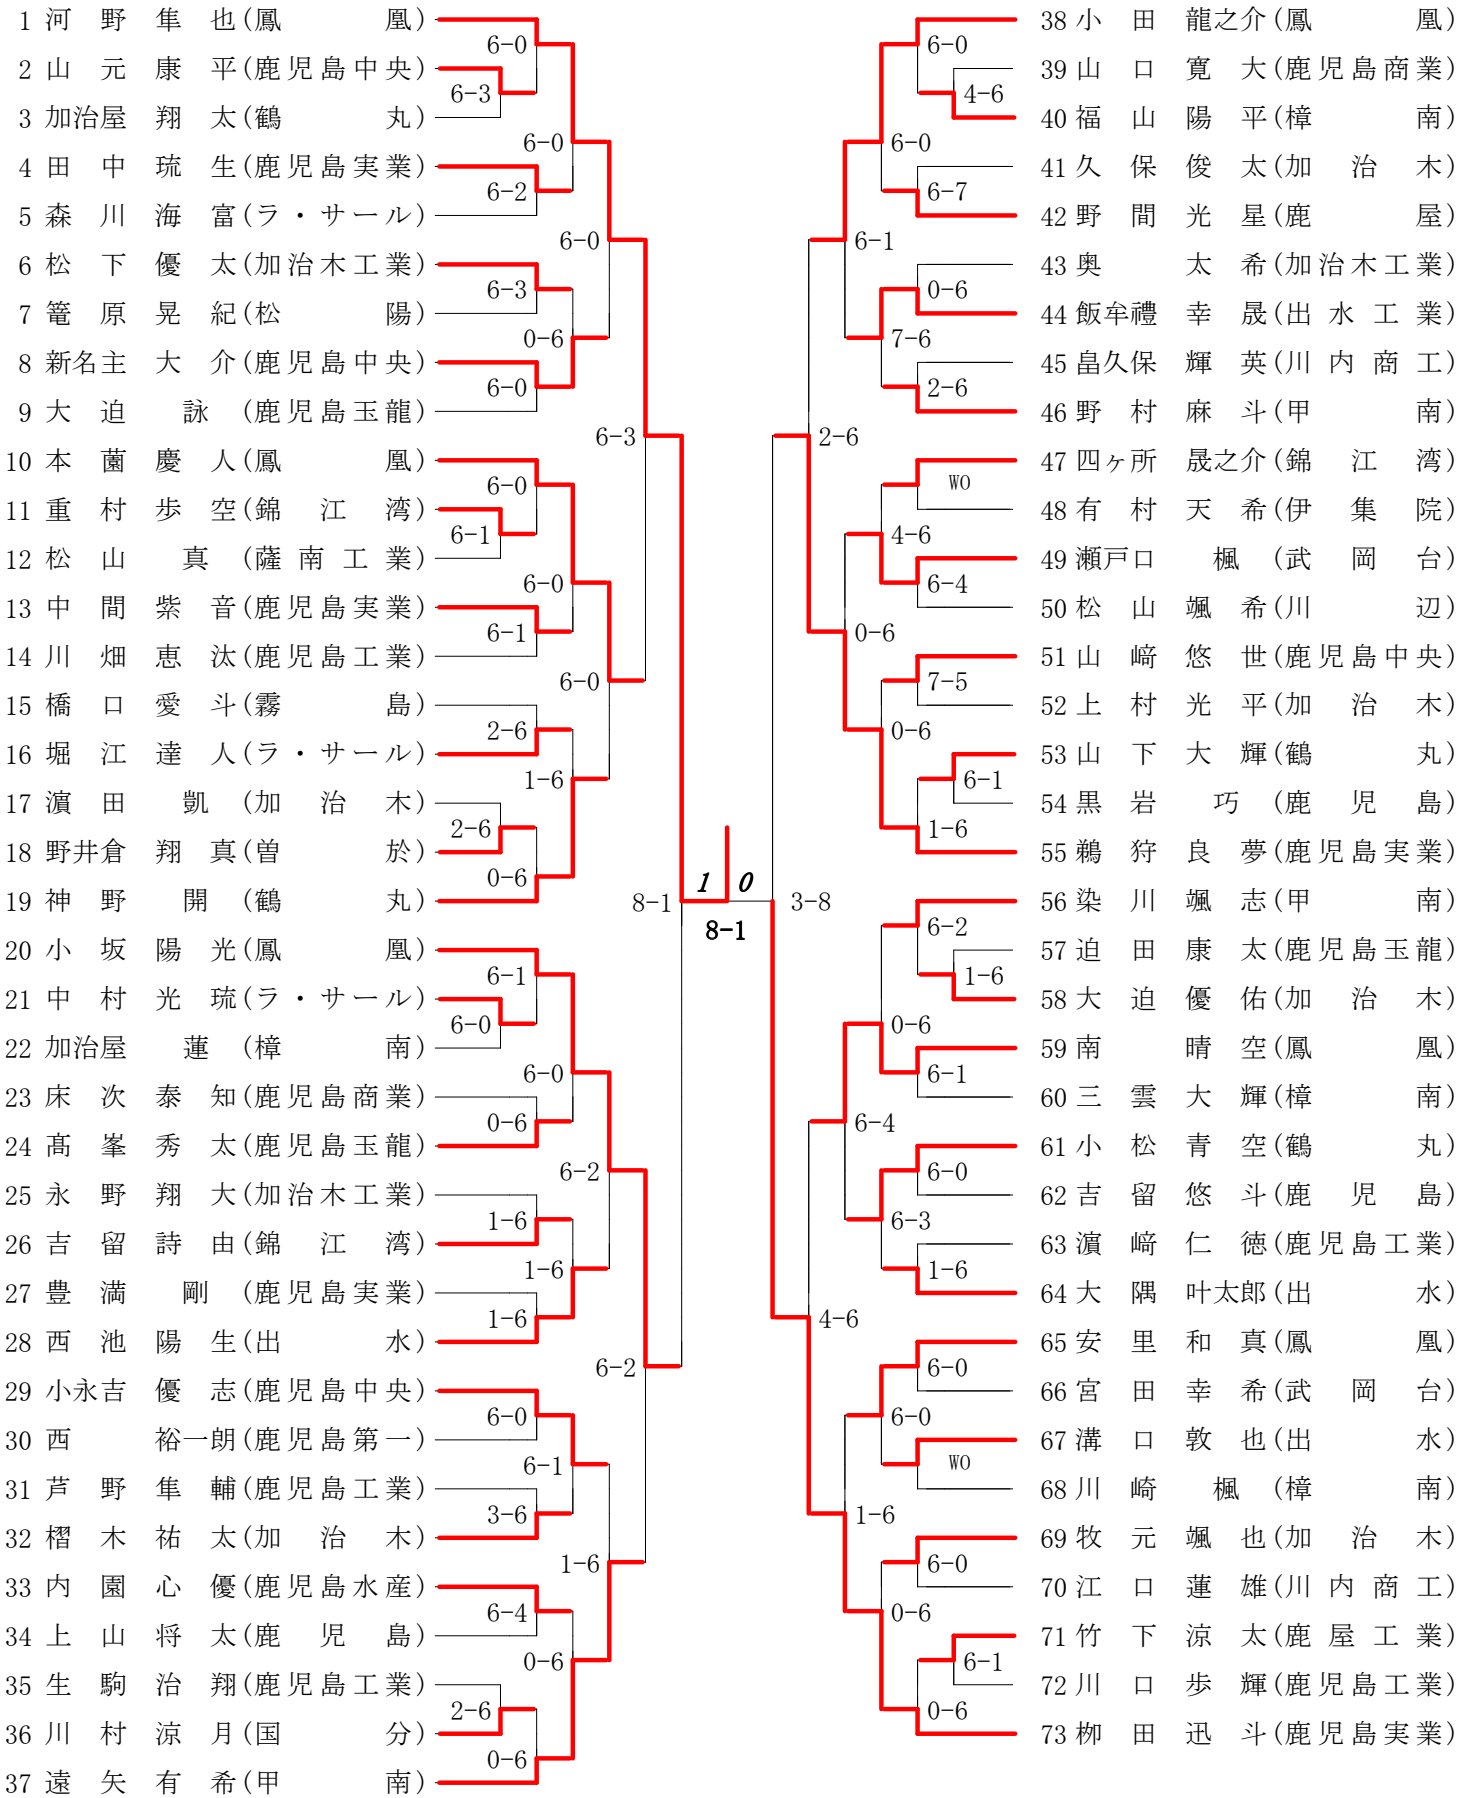 1 河野隼也(鳳凰)
2 山元康平(鹿児島中央)
3 加治屋翔太(鶴丸)
4 田中琉生(鹿児島実業)
5 森川海富(ラ・サール)
6 松下優太(加治木工業)
7 篭原晃紀(松陽)
8 新名主大介(鹿児島中央)
9 大迫詠(鹿児島玉龍)
10 本薗慶人(鳳凰)
11 重村歩空(錦江湾)
12 松山真(薩南工業)
13 中間紫音(鹿児島実業)
14 川畑恵汰(鹿児島工業)
15 橋口愛斗(霧島)
16 堀江達人(ラ・サール)
17 濵田凱(加治木)
18 野井倉翔真(曽於)
19 神野開(鶴丸)
20 小坂陽光(鳳凰)
21 中村光琉(ラ・サール)
22 加治屋蓮(樟南)
23 床次泰知(鹿児島商業)
24 髙峯秀太(鹿児島玉龍)
25 永野翔大(加治木工業)
26 吉留詩由(錦江湾)
27 豊満剛(鹿児島実業)
28 西池陽生(出水)
29 小永吉優志(鹿児島中央)
30 西裕一朗(鹿児島第一)
31 芦野隼輔(鹿児島工業)
32 樏木祐太(加治木)
33 内園心優(鹿児島水産)
34 上山将太(鹿児島)
35 生駒治翔(鹿児島工業)
36 川村涼月(国分)
37 遠矢有希(甲南)
6-0
6-3
6-0
6-2
6-0
6-3
0-6
6-0
6-3
6-0
6-1
6-0
6-1
6-0
2-6
1-6
2-6
0-6
8-1
6-1
6-0
6-0
0-6
6-2
1-6
1-6
1-6
6-2
6-0
6-1
3-6
1-6
6-4
0-6
2-6
0-6
1 0
8-1
38 小田龍之介(鳳凰)
39 山口寛大(鹿児島商業)
40 福山陽平(樟南)
41 久保俊太(加治木)
42 野間光星(鹿屋)
43 奥太希(加治木工業)
44 飯牟禮幸晟(出水工業)
45 畠久保輝英(川内商工)
46 野村麻斗(甲南)
47 四ヶ所晟之介(錦江湾)
48 有村天希(伊集院)
49 瀬戸口楓(武岡台)
50 松山颯希(川辺)
51 山﨑悠世(鹿児島中央)
52 上村光平(加治木)
53 山下大輝(鶴丸)
54 黒岩巧(鹿児島)
55 鵜狩良夢(鹿児島実業)
56 染川颯志(甲南)
57 迫田康太(鹿児島玉龍)
58 大迫優佑(加治木)
59 南晴空(鳳凰)
60 三雲大輝(樟南)
61 小松青空(鶴丸)
62 吉留悠斗(鹿児島)
63 濵﨑仁徳(鹿児島工業)
64 大隅叶太郎(出水)
65 安里和真(鳳凰)
66 宮田幸希(武岡台)
67 溝口敦也(出水)
68 川崎楓(樟南)
69 牧元颯也(加治木)
70 江口蓮雄(川内商工)
71 竹下涼太(鹿屋工業)
72 川口歩輝(鹿児島工業)
73 栁田迅斗(鹿児島実業)
6-0
4-6
6-0
6-7
6-1
0-6
7-6
2-6
2-6
WO
4-6
6-4
0-6
7-5
0-6
6-1
1-6
3-8
6-2
1-6
0-6
6-1
6-4
6-0
6-3
1-6
4-6
6-0
6-0
WO
1-6
6-0
0-6
6-1
0-6